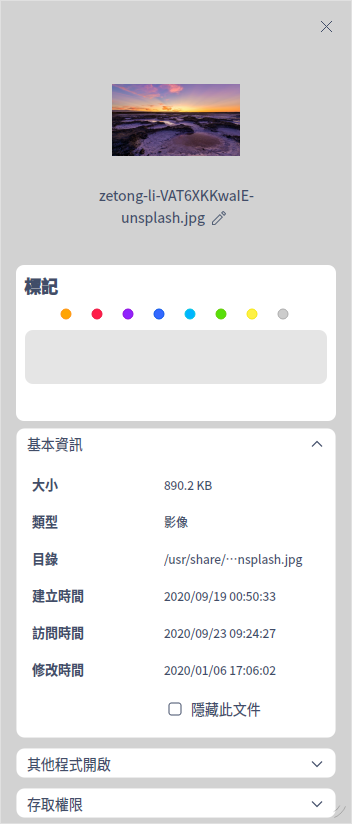 zetong-li-VAT6XKKwaIE-
unsplash.jpg
標記
基本資訊
大小 890.2 KB
類型 影像
目錄 /usr/share/⋯nsplash.jpg
建立時間 2020/09/19 00:50:33
訪問時間 2020/09/23 09:24:27
修改時間 2020/01/06 17:06:02
隱藏此文件
其他程式開啟
存取權限